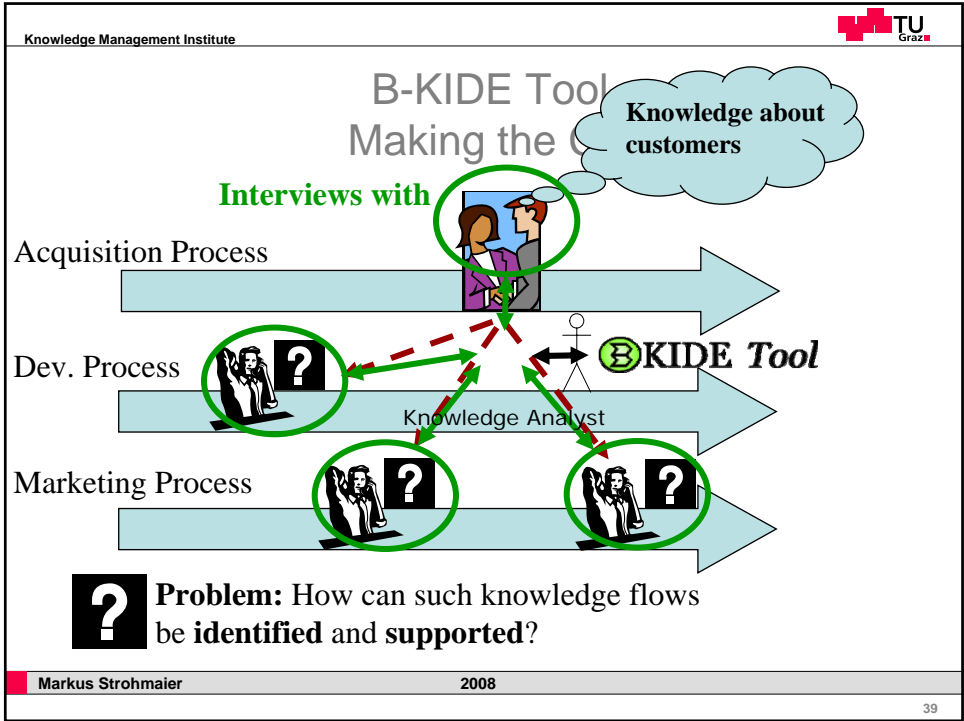 Knowledge Management Institute
TU
Graz
B-KIDE Tool
Making the
Knowledge about
customers
Interviews with
Acquisition Process
?
Dev. Process
B KIDE Tool
Knowledge Analyst
? ?
Marketing Process
? Problem: How can such knowledge flows
be identified and supported?
Markus Strohmaier 2008
39